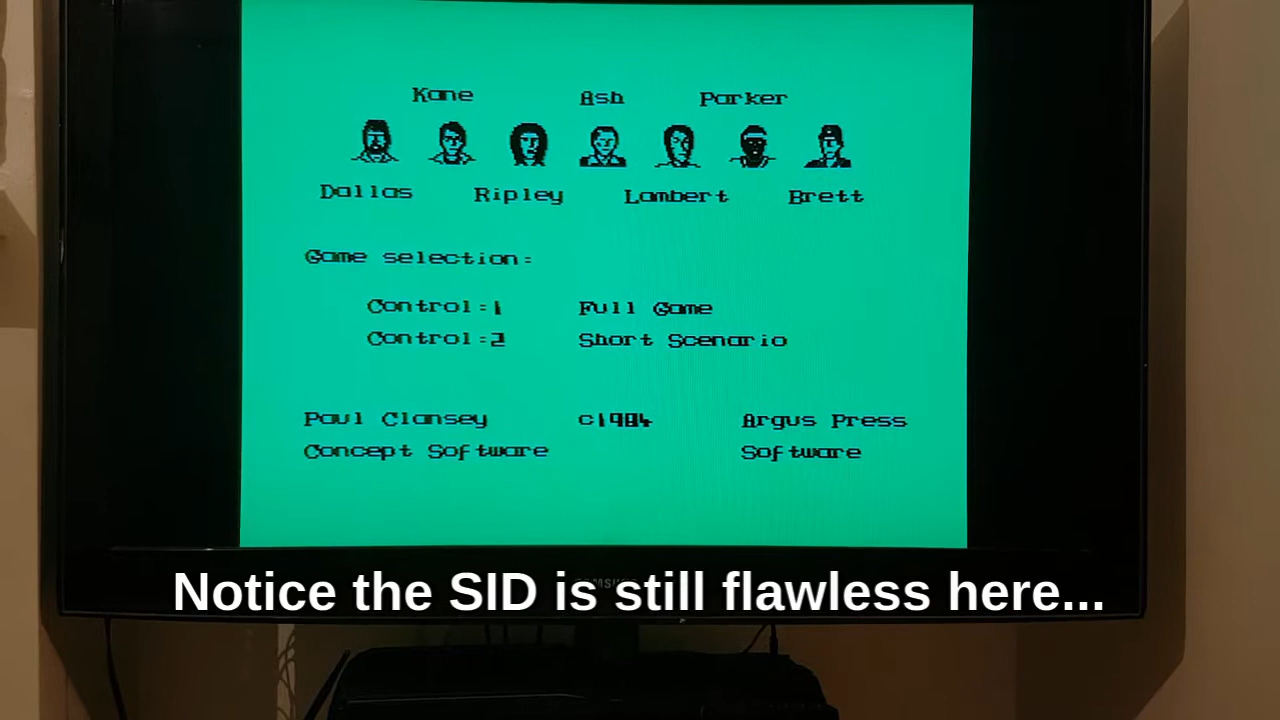 Kane Ash Parker
Dallas Ripley Lambert Brett
Game selection:
Control:1 Full Game
Control:2 Short Scenario
Paul Clansey c1984 Argus Press
Concept Software Software
SAMSUNG
Notice the SID is still flawless here...